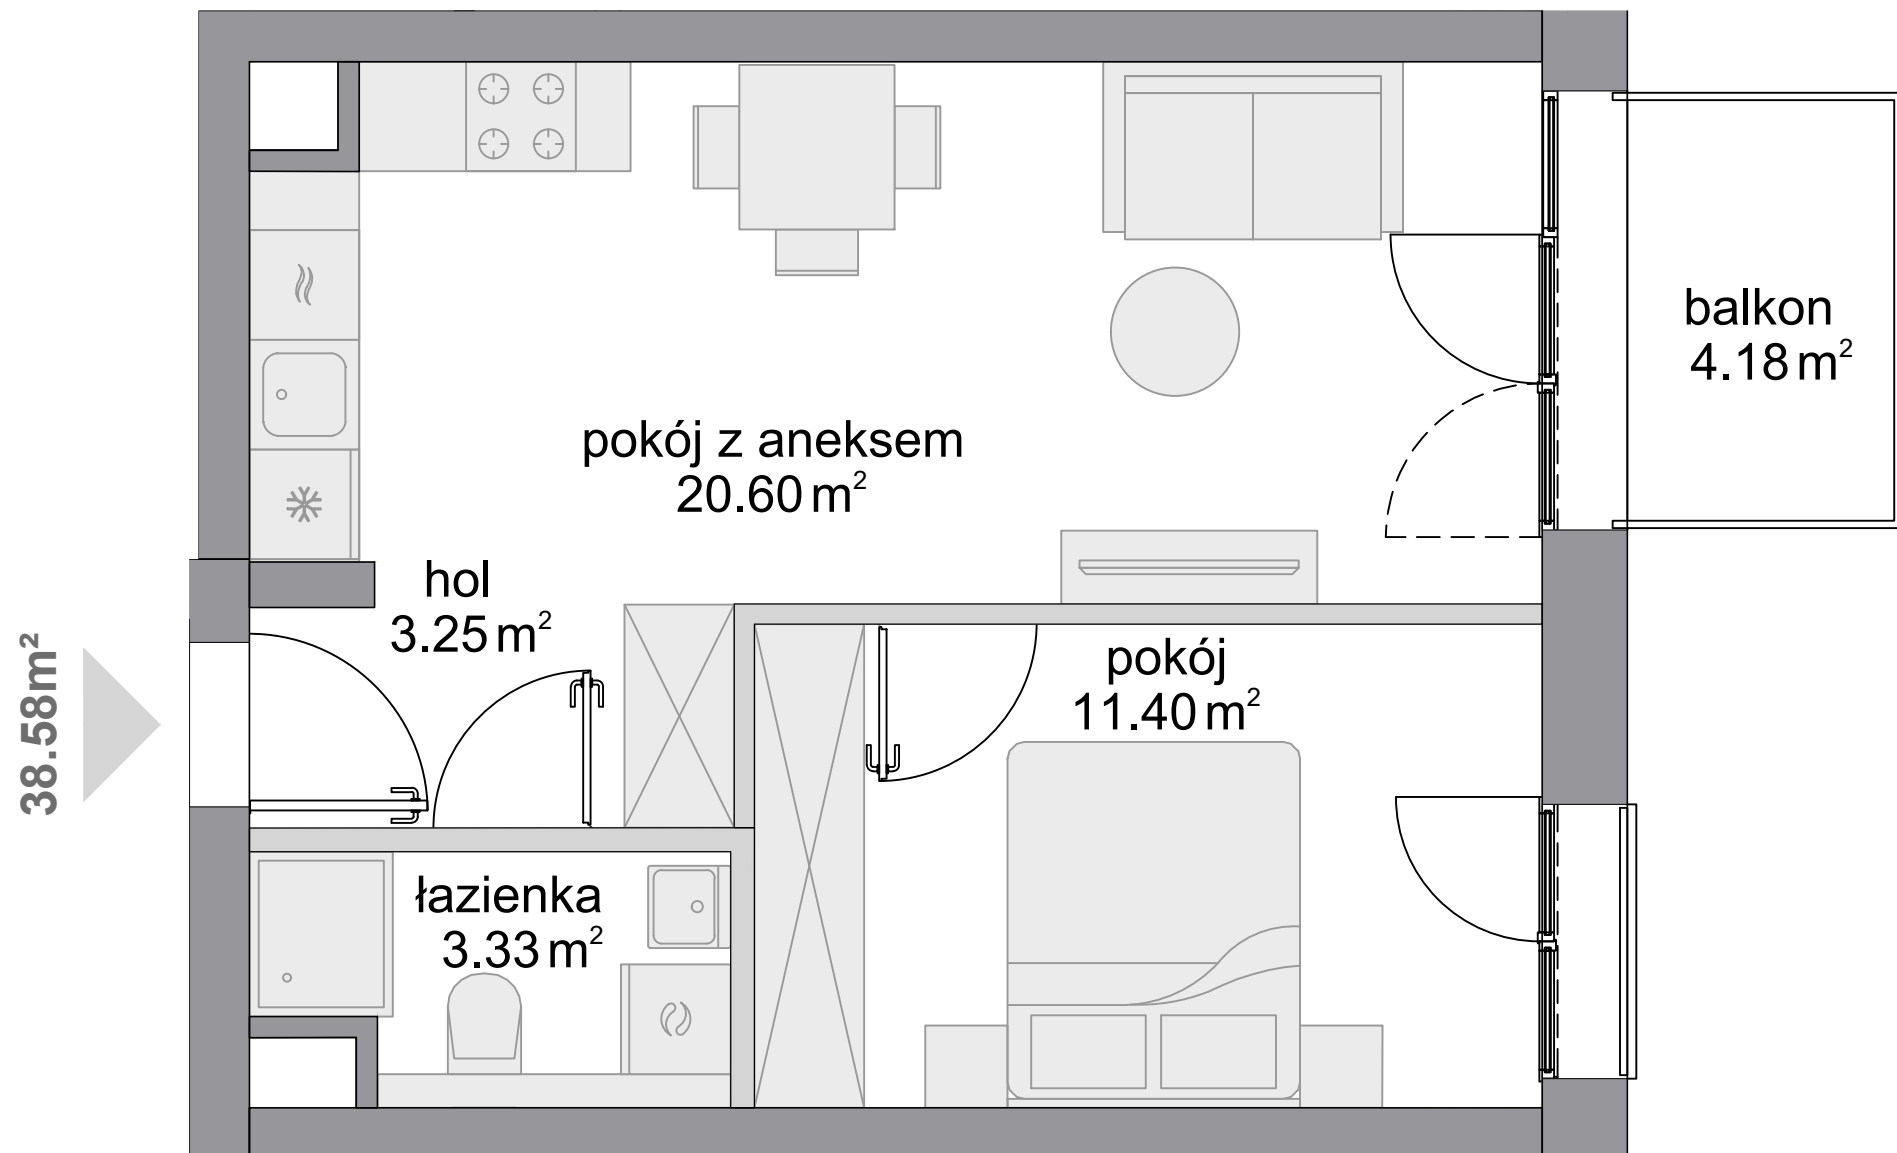 balkon
4.18 m²
pokój z aneksem
20.60 m²
hol
3.25 m²
38.58m²
pokój
11.40 m²
łazienka
3.33 m²